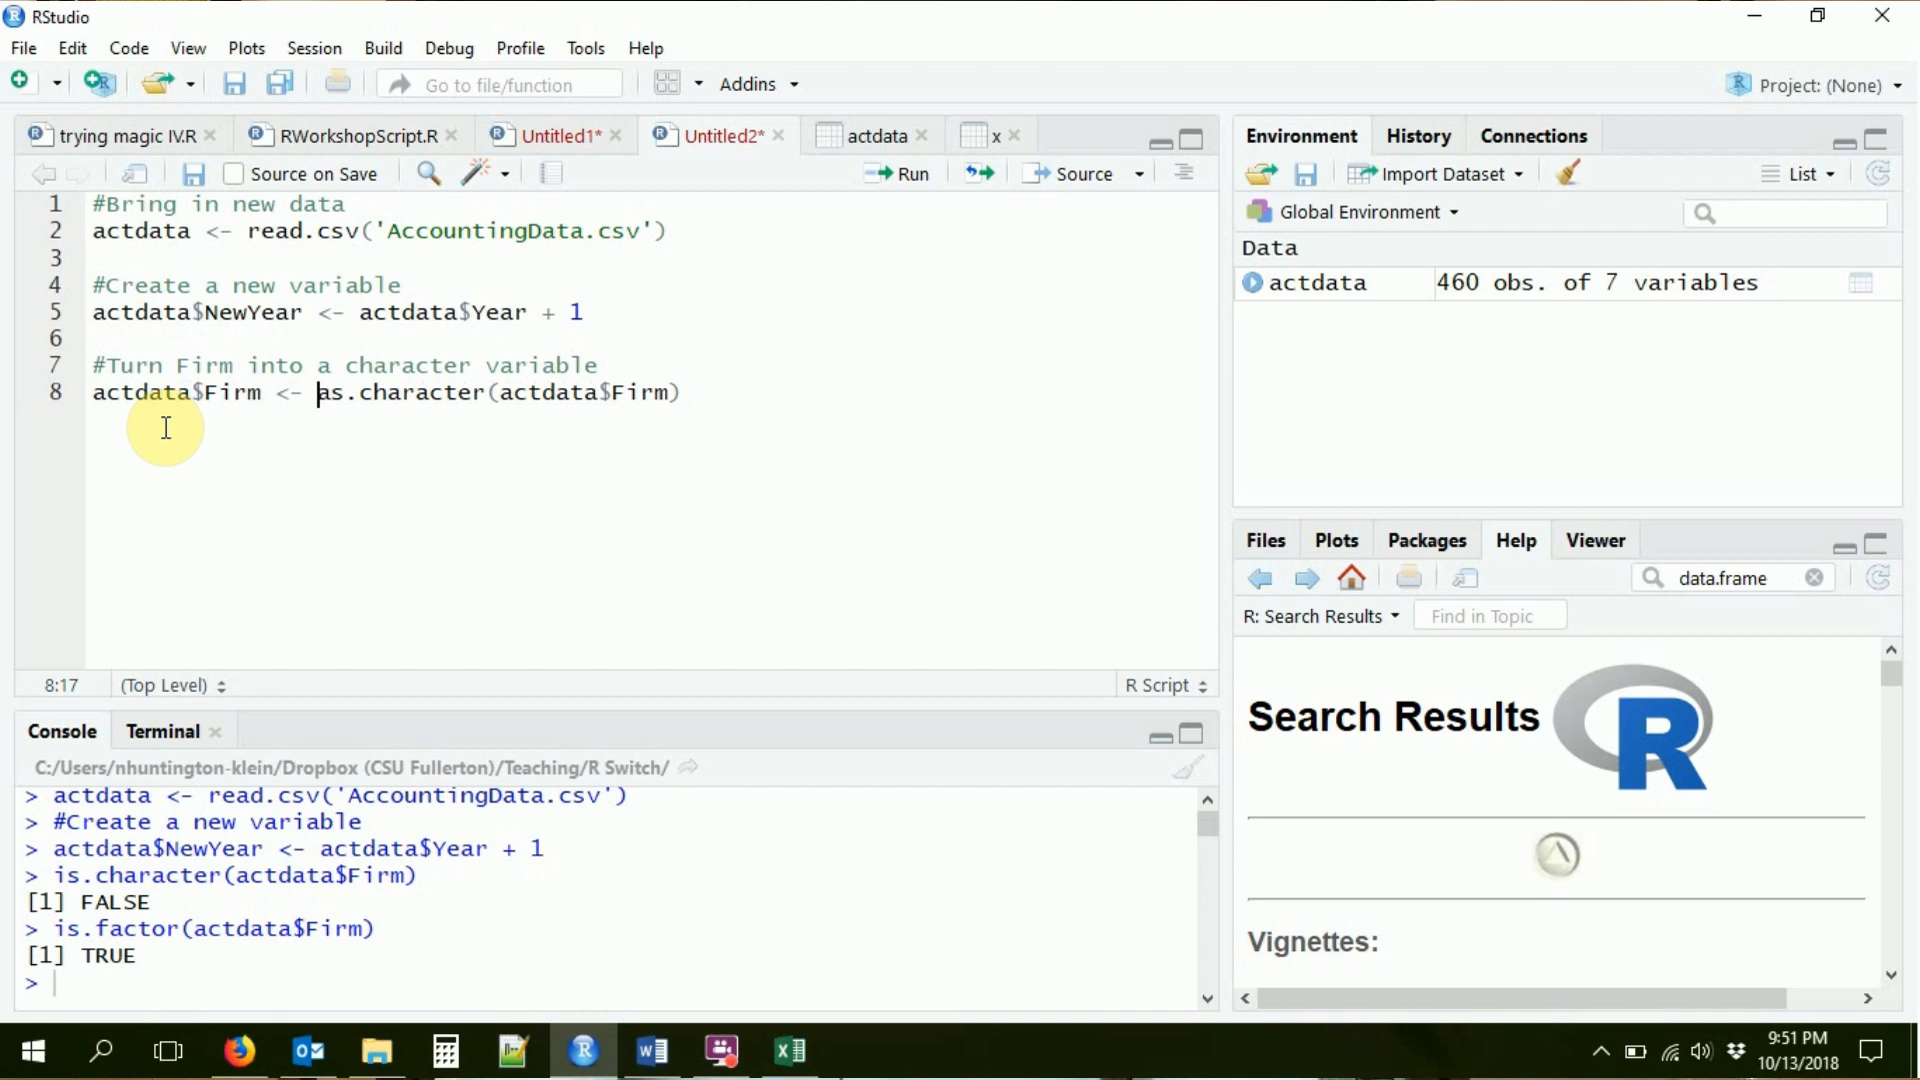 RStudio
File Edit Code View Plots Session Build Debug Profile Tools Help
Go to file/function Addins Project: (None)
trying magic IV.R RWorkshopScript.R Untitled1* Untitled2* actdata x
Source on Save Run Source
1 #Bring in new data
2 actdata <- read.csv('AccountingData.csv')
3
4 #Create a new variable
5 actdata$NewYear <- actdata$Year + 1
6
7 #Turn Firm into a character variable
8 actdata$Firm <- as.character(actdata$Firm)
8:17 (Top Level) R Script
Console Terminal
C:/Users/nhuntington-klein/Dropbox (CSU Fullerton)/Teaching/R Switch/
> actdata <- read.csv('AccountingData.csv')
> #Create a new variable
> actdata$NewYear <- actdata$Year + 1
> is.character(actdata$Firm)
[1] FALSE
> is.factor(actdata$Firm)
[1] TRUE
>
Environment History Connections
Import Dataset List
Global Environment
Data
actdata 460 obs. of 7 variables
Files Plots Packages Help Viewer
data.frame
R: Search Results Find in Topic
Search Results R
Vignettes:
9:51 PM
10/13/2018